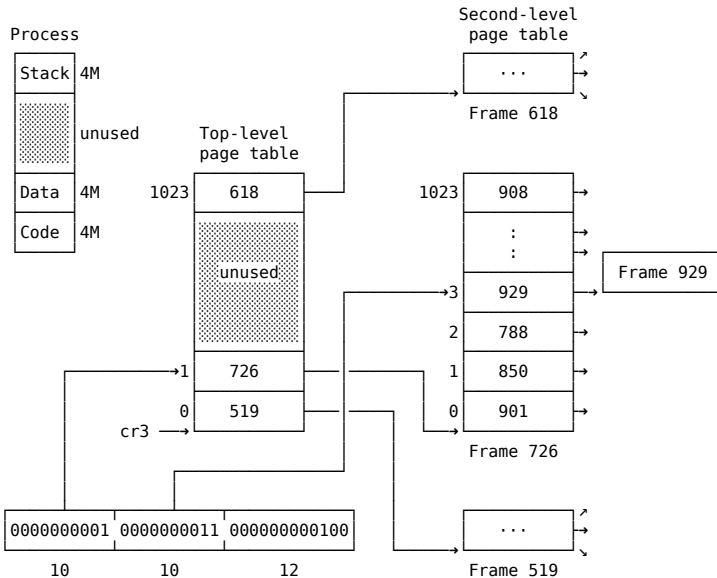 Process
Stack 4M
unused
Data 4M
Code 4M
Top-level
page table
1023 618
unused
1 726
0 519
cr3
Second-level
page table
...
Frame 618
1023 908
:
:
3 929
2 788
1 850
0 901
Frame 726
Frame 929
...
Frame 519
0000000001 0000000011 000000000100
10 10 12